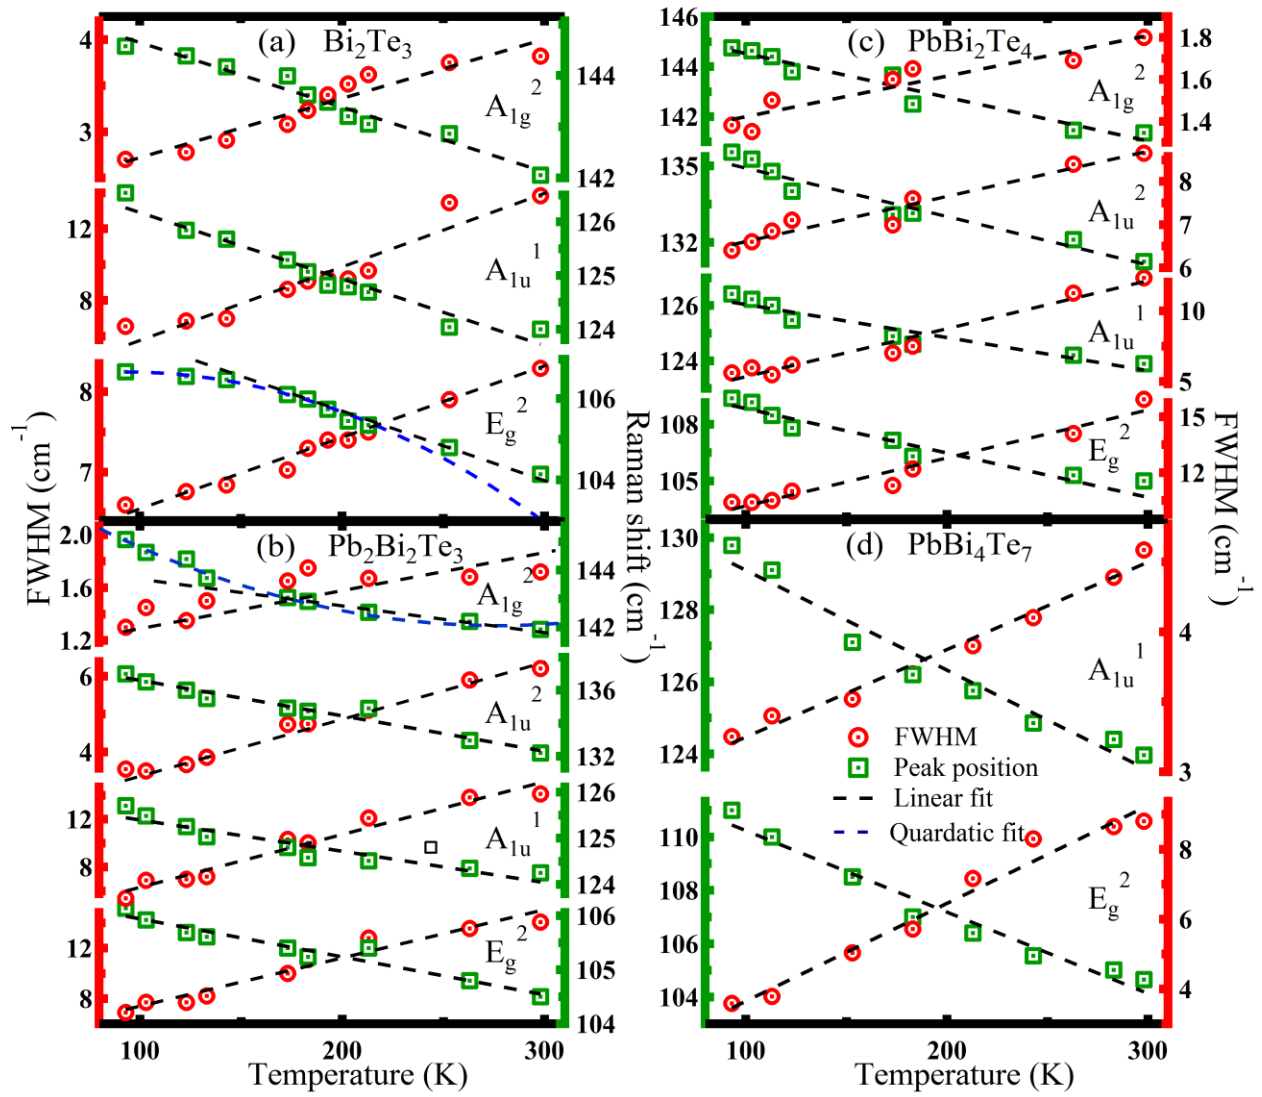 (a) Bi₂Te₃
4
3
144
142
A₁g²
12
8
126
125
124
A₁u¹
8
7
106
104
Eg²
(b) Pb₂Bi₂Te₃
2.0
1.6
1.2
144
142
A₁g²
6
4
136
132
A₁u²
12
8
126
125
124
A₁u¹
12
8
106
105
104
Eg²
100 200 300
Temperature (K)
FWHM (cm⁻¹)
Raman shift (cm⁻¹)
(c) PbBi₂Te₄
146
144
142
1.8
1.6
1.4
A₁g²
135
132
8
7
6
A₁u²
126
124
10
5
A₁u¹
108
105
15
12
Eg²
FWHM (cm⁻¹)
(d) PbBi₄Te₇
130
128
126
124
4
3
A₁u¹
FWHM
Peak position
Linear fit
Quardatic fit
110
108
106
104
8
6
4
Eg²
100 200 300
Temperature (K)